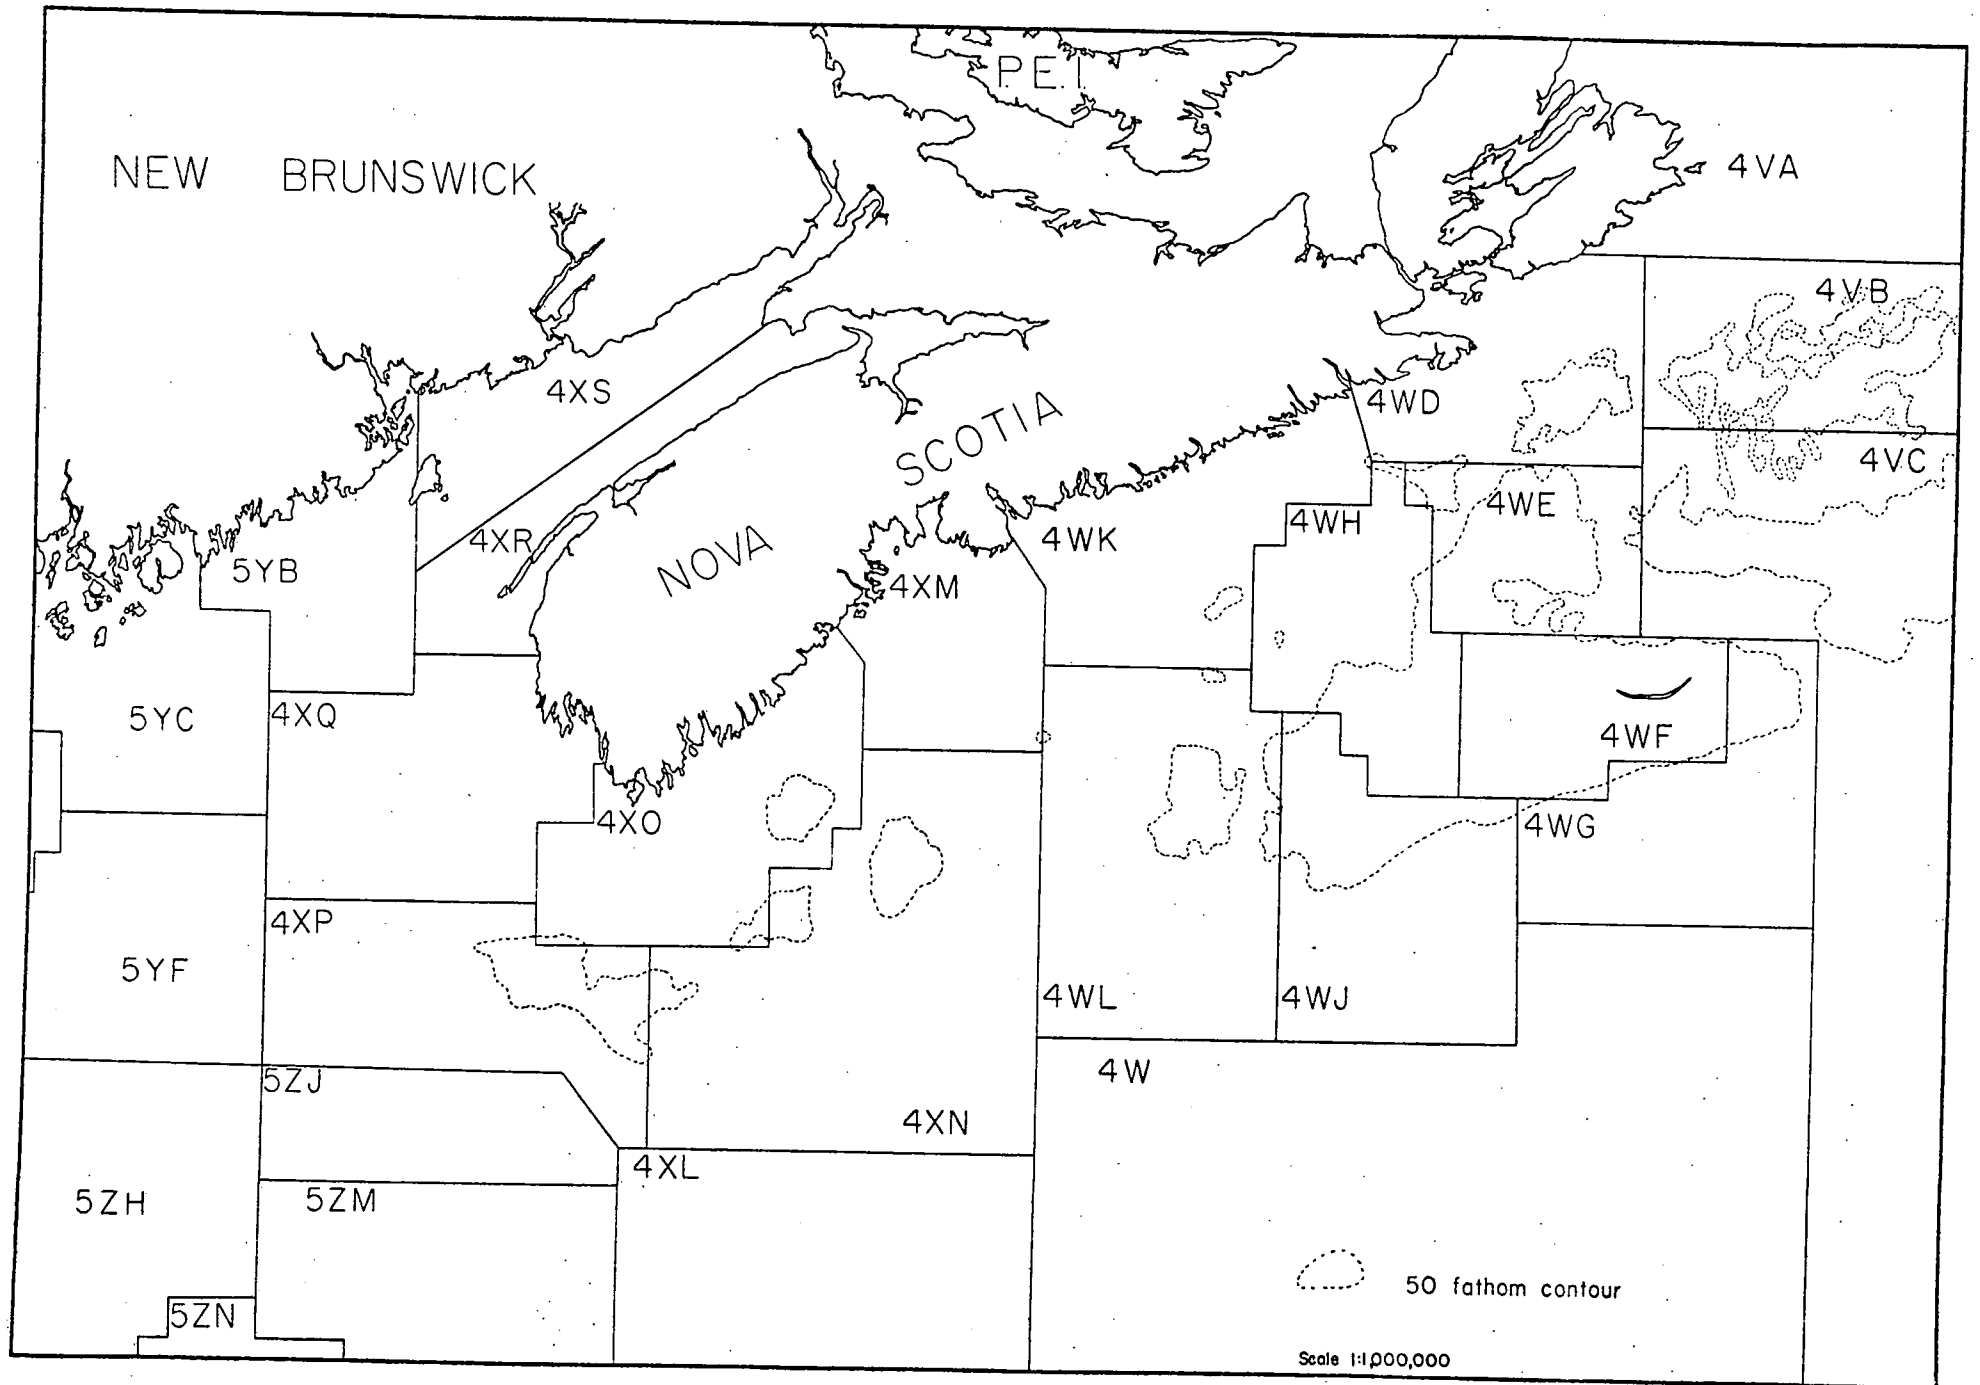 P.E.I.
NEW BRUNSWICK
4VA
4VB
4XS
4WD
SCOTIA
4VC
4WE
4WH
4XR
4WK
NOVA
5YB
4XM
5YC
4XQ
4WF
4XO
4WG
4XP
5YF
4WL
4WJ
4W
5ZJ
4XN
4XL
5ZH
5ZM
50 fathom contour
5ZN
Scale 1:1,000,000